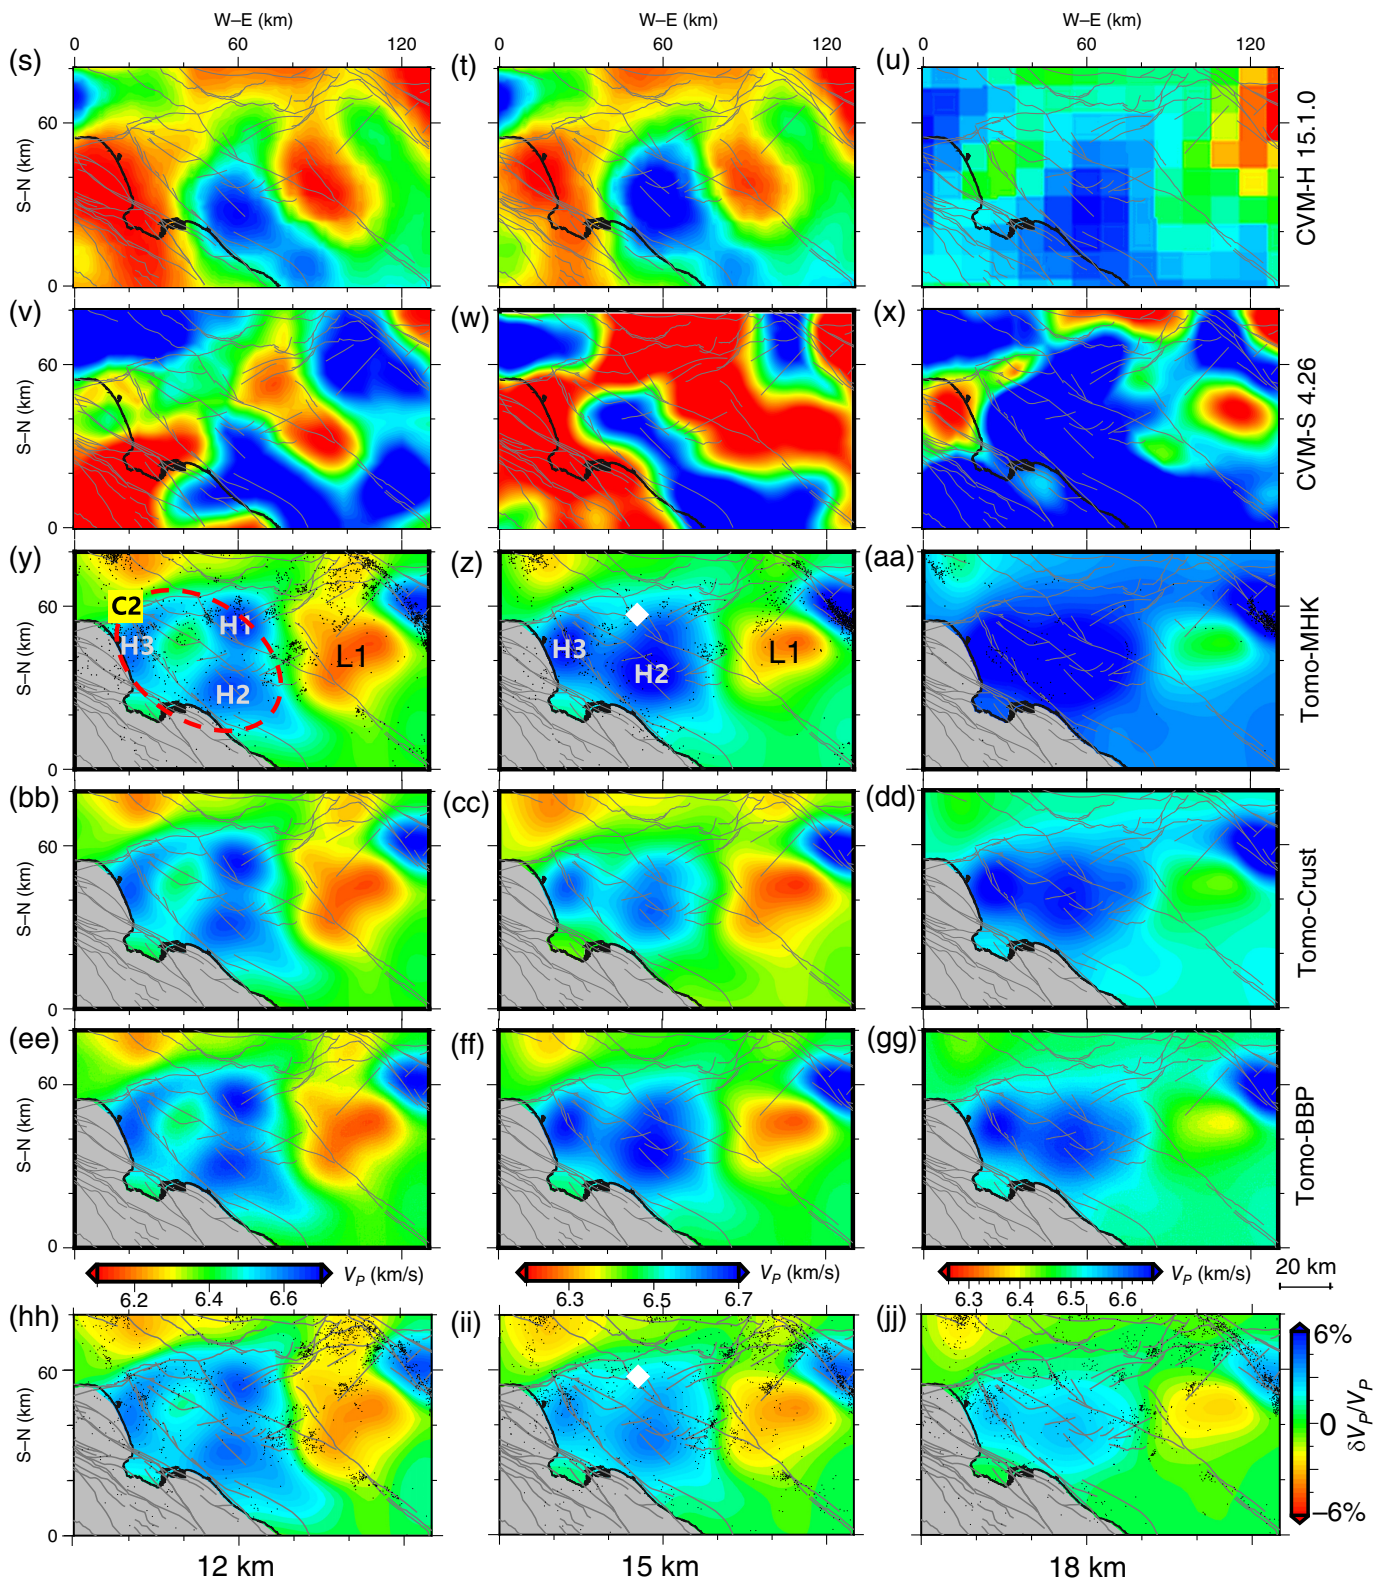 W–E (km) W–E (km) W–E (km)
0 60 120 0 60 120 0 60 120
(s) (t) (u)
60
S–N (km)
0
CVM-H 15.1.0
(v) (w) (x)
60
S–N (km)
0
CVM-S 4.26
(y) (z) (aa)
60
S–N (km)
0
C2
H1
H3
H2
L1
H3
H2
L1
Tomo-MHK
(bb) (cc) (dd)
60
S–N (km)
0
Tomo-Crust
(ee) (ff) (gg)
60
S–N (km)
0
Tomo-BBP
VP (km/s) VP (km/s) VP (km/s)
20 km
6.2 6.4 6.6 6.3 6.5 6.7 6.3 6.4 6.5 6.6
(hh) (ii) (jj)
60
S–N (km)
0
6%
0
–6%
δVP/VP
12 km 15 km 18 km